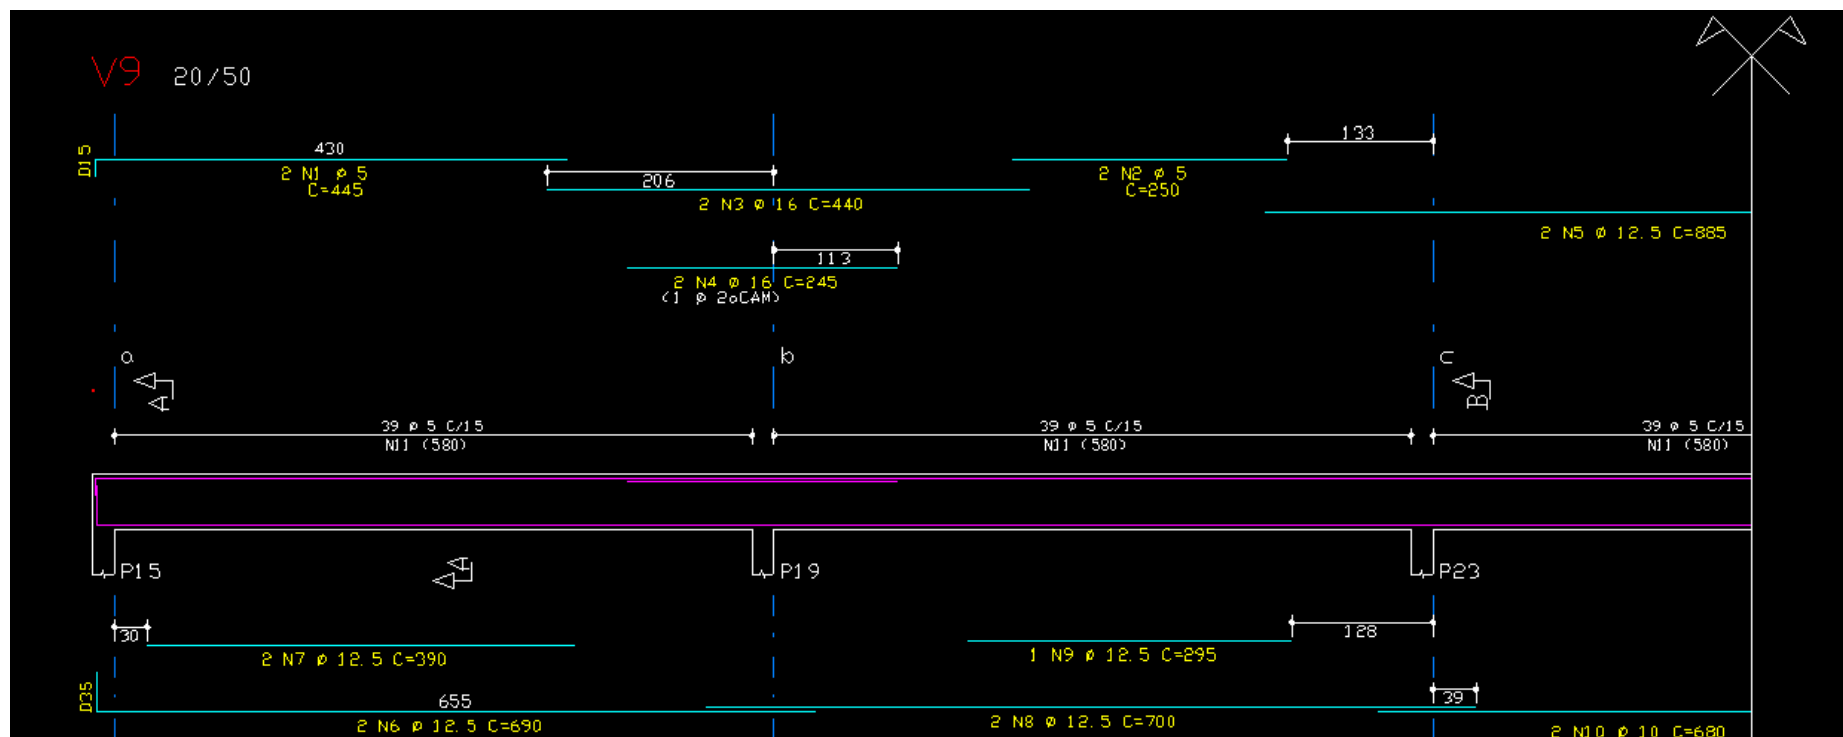 V9 20/50
133
D15
430
2 N1 ø 5
C=445
206
2 N2 ø 5
C=250
2 N3 ø 16 C=440
2 N5 ø 12.5 C=885
113
2 N4 ø 16 C=245
(1 ø 2oCAM)
a
b
c
A
B
39 ø 5 C/15
N11 (580)
39 ø 5 C/15
N11 (580)
39 ø 5 C/15
N11 (580)
P15
P19
P23
A
30
128
2 N7 ø 12.5 C=390
1 N9 ø 12.5 C=295
D35
655
39
2 N6 ø 12.5 C=690
2 N8 ø 12.5 C=700
2 N10 ø 10 C=680